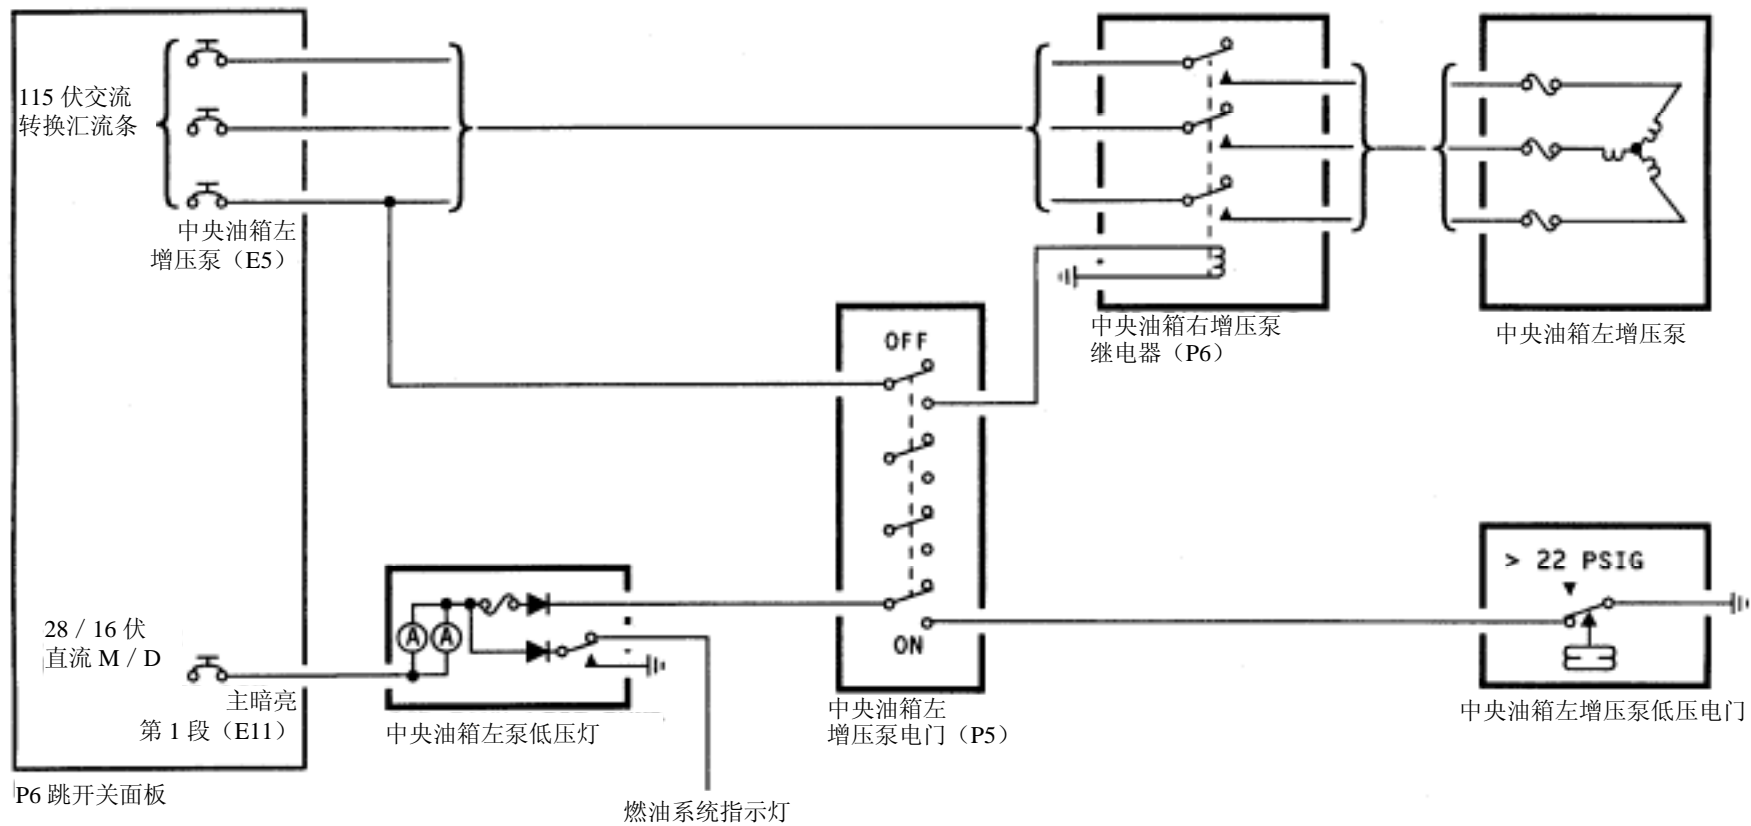 115 伏交流
转换汇流条
中央油箱左
增压泵（E5）
中央油箱右增压泵
继电器（P6）
中央油箱左增压泵
OFF
> 22 PSIG
28 / 16 伏
直流 M / D
A A
ON
主暗亮
第 1 段（E11）
中央油箱左泵低压灯
中央油箱左
增压泵电门（P5）
中央油箱左增压泵低压电门
P6 跳开关面板
燃油系统指示灯